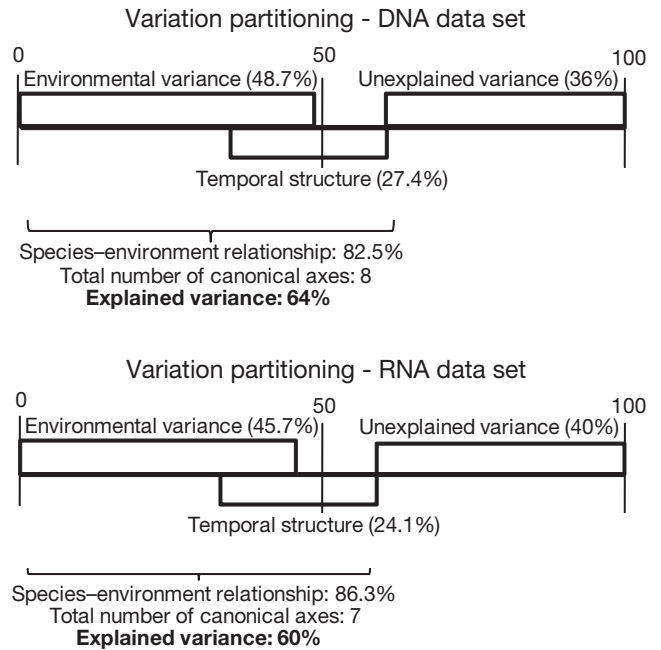 Variation partitioning - DNA data set
0 50 100
Environmental variance (48.7%) Unexplained variance (36%)
Temporal structure (27.4%)
Species–environment relationship: 82.5%
Total number of canonical axes: 8
Explained variance: 64%
Variation partitioning - RNA data set
0 50 100
Environmental variance (45.7%) Unexplained variance (40%)
Temporal structure (24.1%)
Species–environment relationship: 86.3%
Total number of canonical axes: 7
Explained variance: 60%